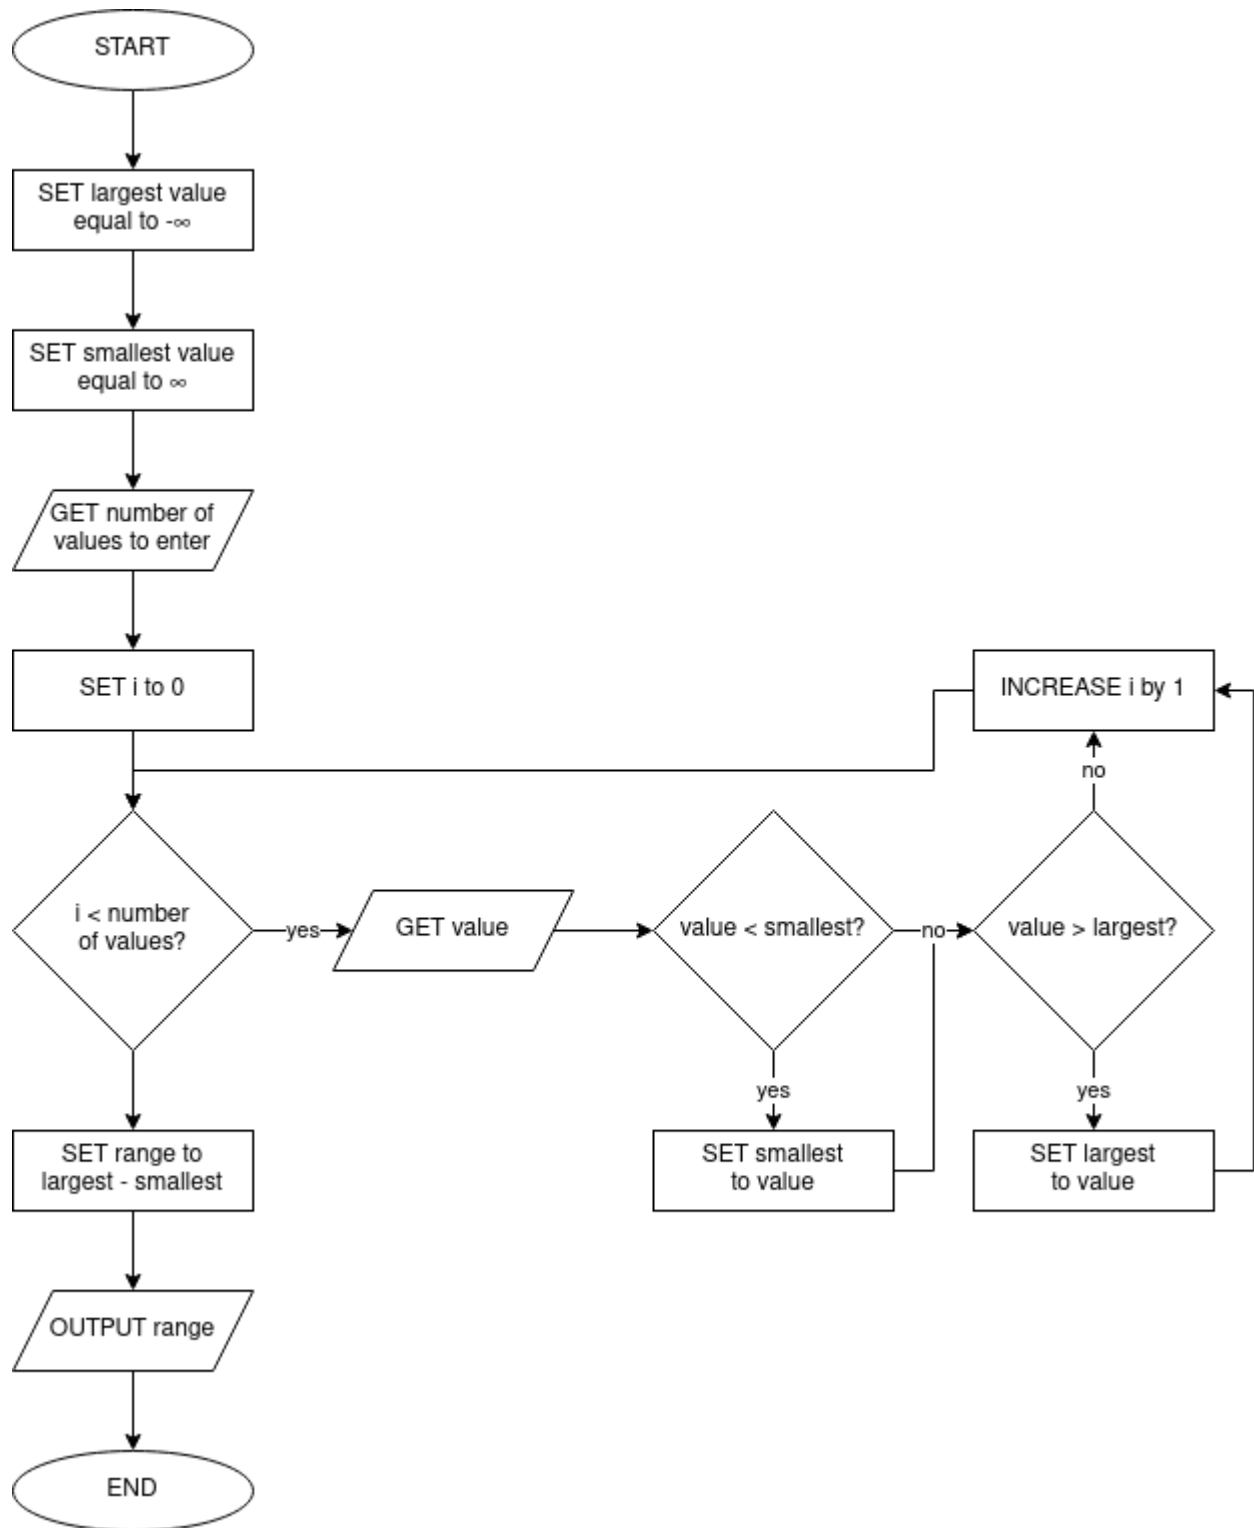 START
SET largest value
equal to -∞
SET smallest value
equal to ∞
GET number of
values to enter
SET i to 0
INCREASE i by 1
no
i < number
of values?
yes
GET value
value < smallest?
no
value > largest?
yes
yes
SET range to
largest - smallest
SET smallest
to value
SET largest
to value
OUTPUT range
END